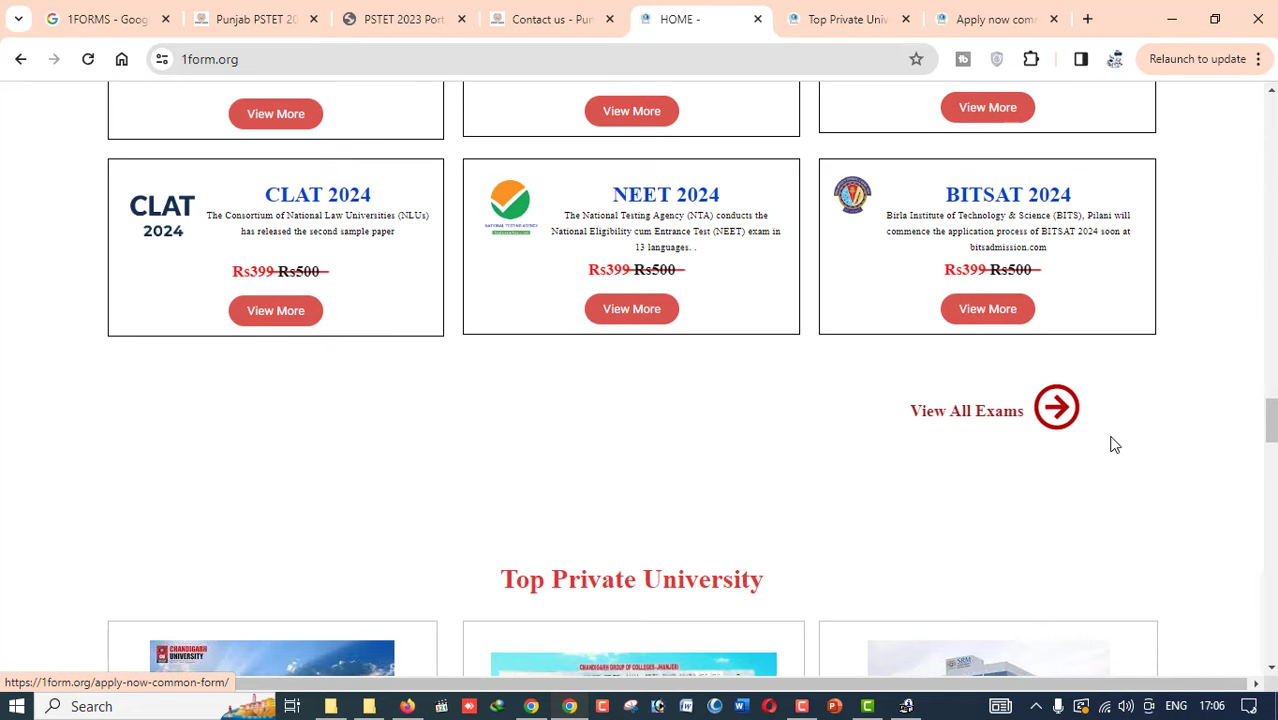 1FORMS - Goog
Punjab PSTET 20
PSTET 2023 Port
Contact us - Pun
HOME -
Top Private Univ
Apply now com
1form.org
Relaunch to update
View More
View More
View More
CLAT
2024
CLAT 2024
The Consortium of National Law Universities (NLUs)
has released the second sample paper
Rs399 Rs500
View More
NATIONAL TESTING AGENCY
NEET 2024
The National Testing Agency (NTA) conducts the
National Eligibility cum Entrance Test (NEET) exam in
13 languages. .
Rs399 Rs500
View More
BITSAT 2024
Birla Institute of Technology & Science (BITS), Pilani will
commence the application process of BITSAT 2024 soon at
bitsadmission.com
Rs399 Rs500
View More
View All Exams
Top Private University
CHANDIGARH
UNIVERSITY
CHANDIGARH GROUP OF COLLEGES-JHANJERI
SRM
https://1form.org/apply-now-common-form/
Search
ENG
17:06